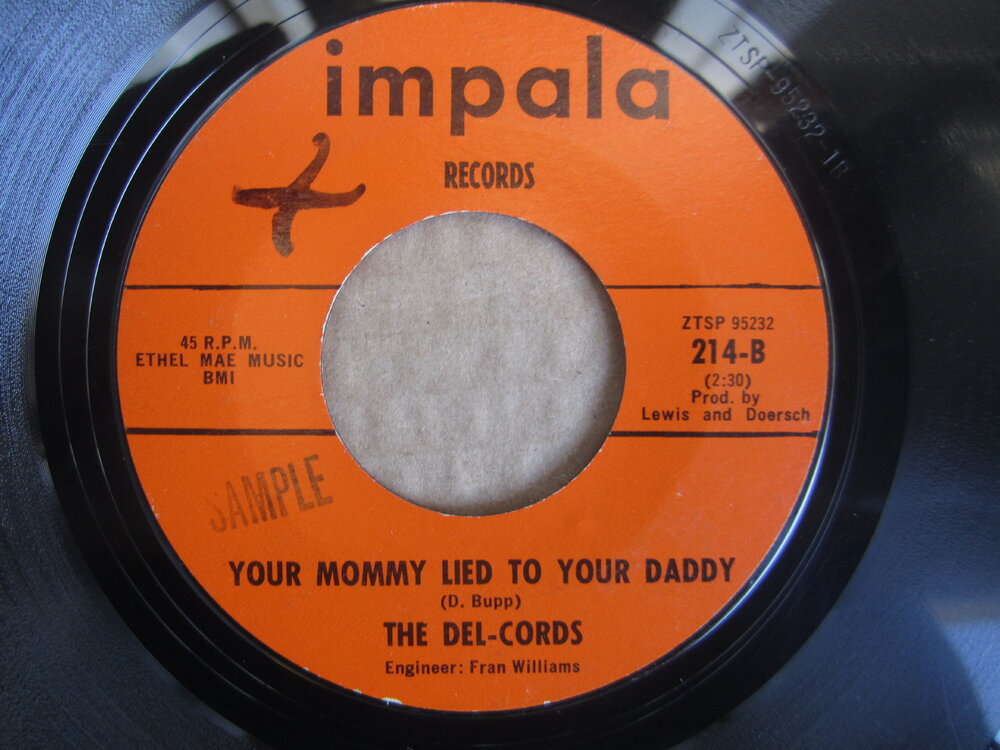 impala
RECORDS
ZTSP-95232-1B
45 R.P.M.
ETHEL MAE MUSIC
BMI
ZTSP 95232
214-B
(2:30)
Prod. by
Lewis and Doersch
SAMPLE
YOUR MOMMY LIED TO YOUR DADDY
(D. Bupp)
THE DEL-CORDS
Engineer: Fran Williams